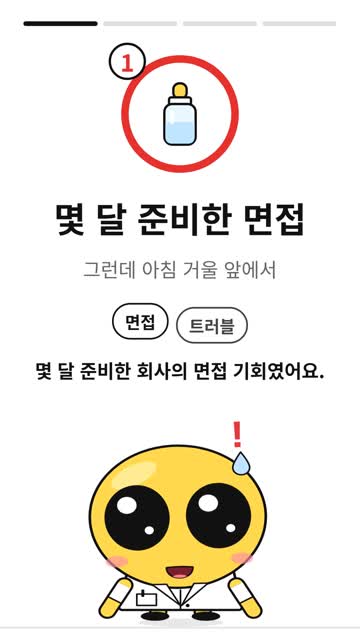 1
몇 달 준비한 면접
그런데 아침 거울 앞에서
면접 트러블
몇 달 준비한 회사의 면접 기회였어요.
!